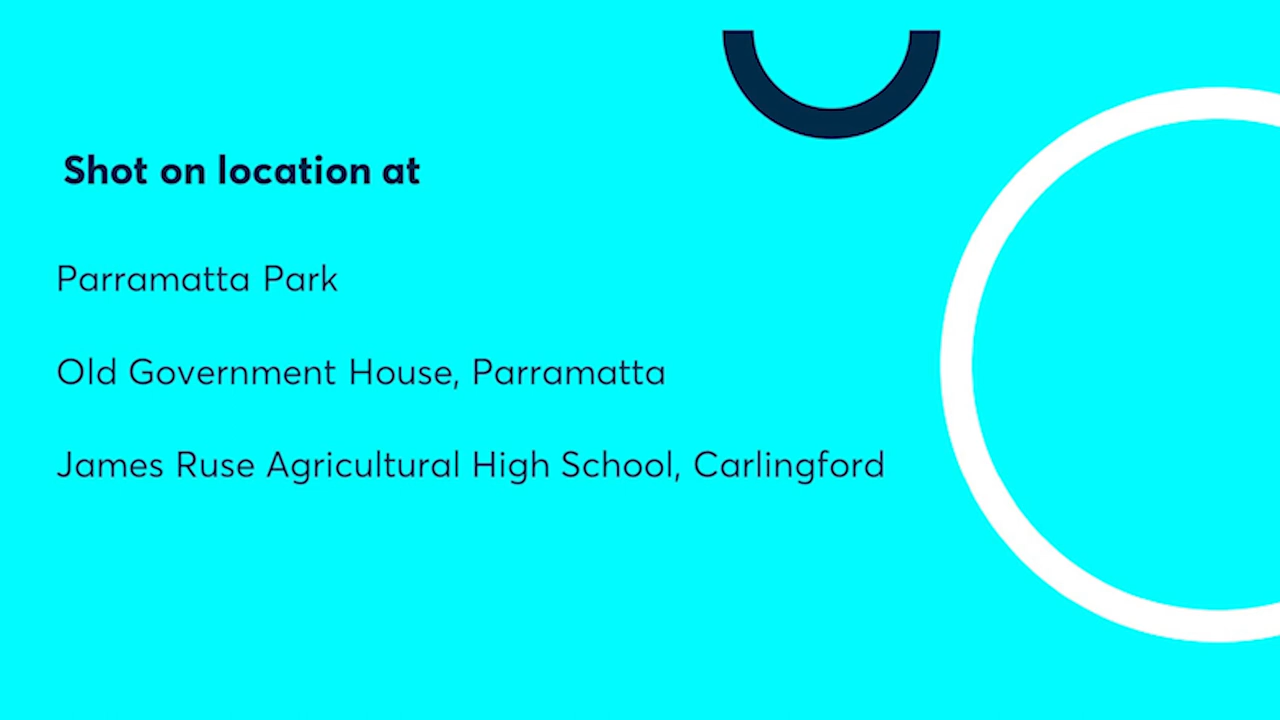 Shot on location at
Parramatta Park
Old Government House, Parramatta
James Ruse Agricultural High School, Carlingford